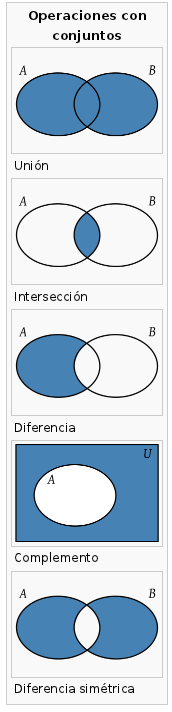 Operaciones con
conjuntos
A B
Unión
A B
Intersección
A B
Diferencia
U
A
Complemento
A B
Diferencia simétrica